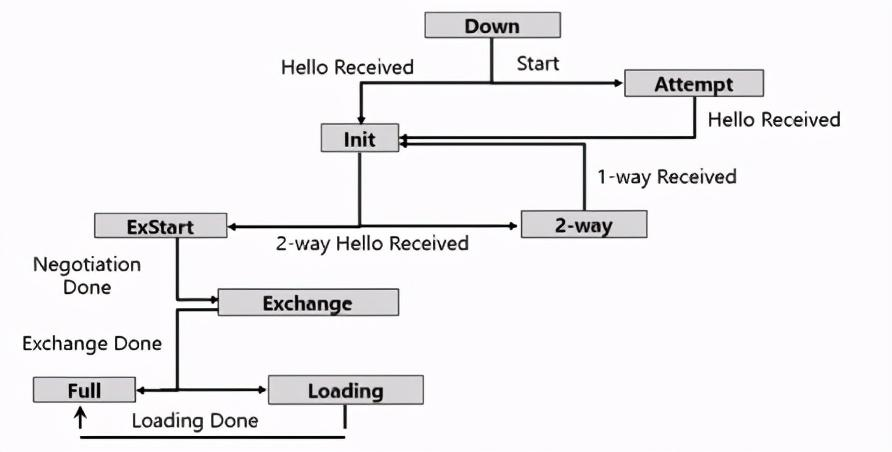 Down
Hello Received
Start
Attempt
Hello Received
Init
1-way Received
ExStart
2-way
2-way Hello Received
Negotiation
Done
Exchange
Exchange Done
Full
Loading
Loading Done